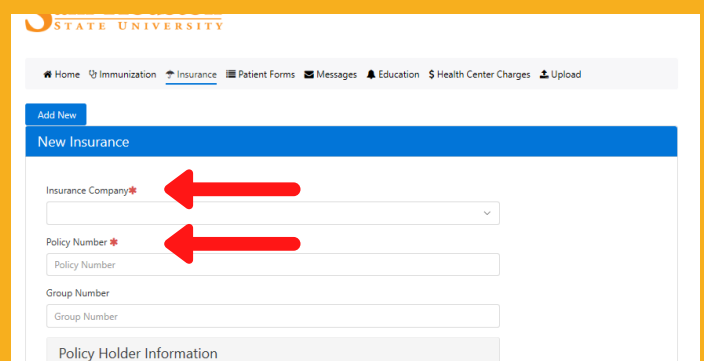 STATE UNIVERSITY
Home Immunization Insurance Patient Forms Messages Education $ Health Center Charges Upload
Add New
New Insurance
Insurance Company*
Policy Number *
Policy Number
Group Number
Group Number
Policy Holder Information